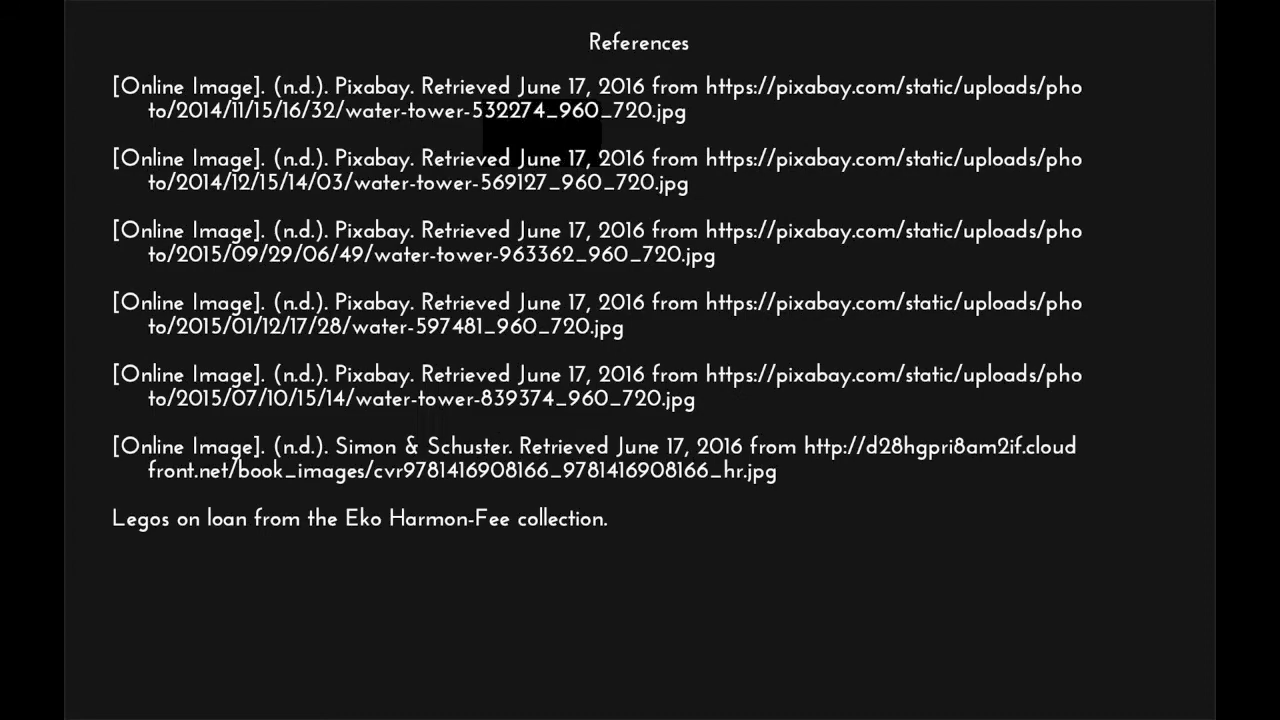 References
[Online Image]. (n.d.). Pixabay. Retrieved June 17, 2016 from https://pixabay.com/static/uploads/pho
to/2014/11/15/16/32/water-tower-532274_960_720.jpg
[Online Image]. (n.d.). Pixabay. Retrieved June 17, 2016 from https://pixabay.com/static/uploads/pho
to/2014/12/15/14/03/water-tower-569127_960_720.jpg
[Online Image]. (n.d.). Pixabay. Retrieved June 17, 2016 from https://pixabay.com/static/uploads/pho
to/2015/09/29/06/49/water-tower-963362_960_720.jpg
[Online Image]. (n.d.). Pixabay. Retrieved June 17, 2016 from https://pixabay.com/static/uploads/pho
to/2015/01/12/17/28/water-597481_960_720.jpg
[Online Image]. (n.d.). Pixabay. Retrieved June 17, 2016 from https://pixabay.com/static/uploads/pho
to/2015/07/10/15/14/water-tower-839374_960_720.jpg
[Online Image]. (n.d.). Simon & Schuster. Retrieved June 17, 2016 from http://d28hgpri8am2if.cloud
front.net/book_images/cvr9781416908166_9781416908166_hr.jpg
Legos on loan from the Eko Harmon-Fee collection.